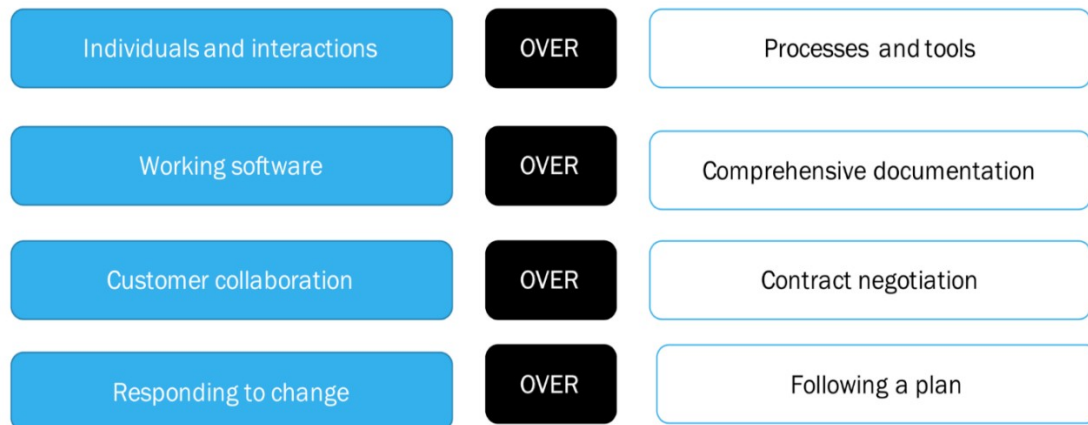 Individuals and interactions OVER Processes and tools
Working software OVER Comprehensive documentation
Customer collaboration OVER Contract negotiation
Responding to change OVER Following a plan